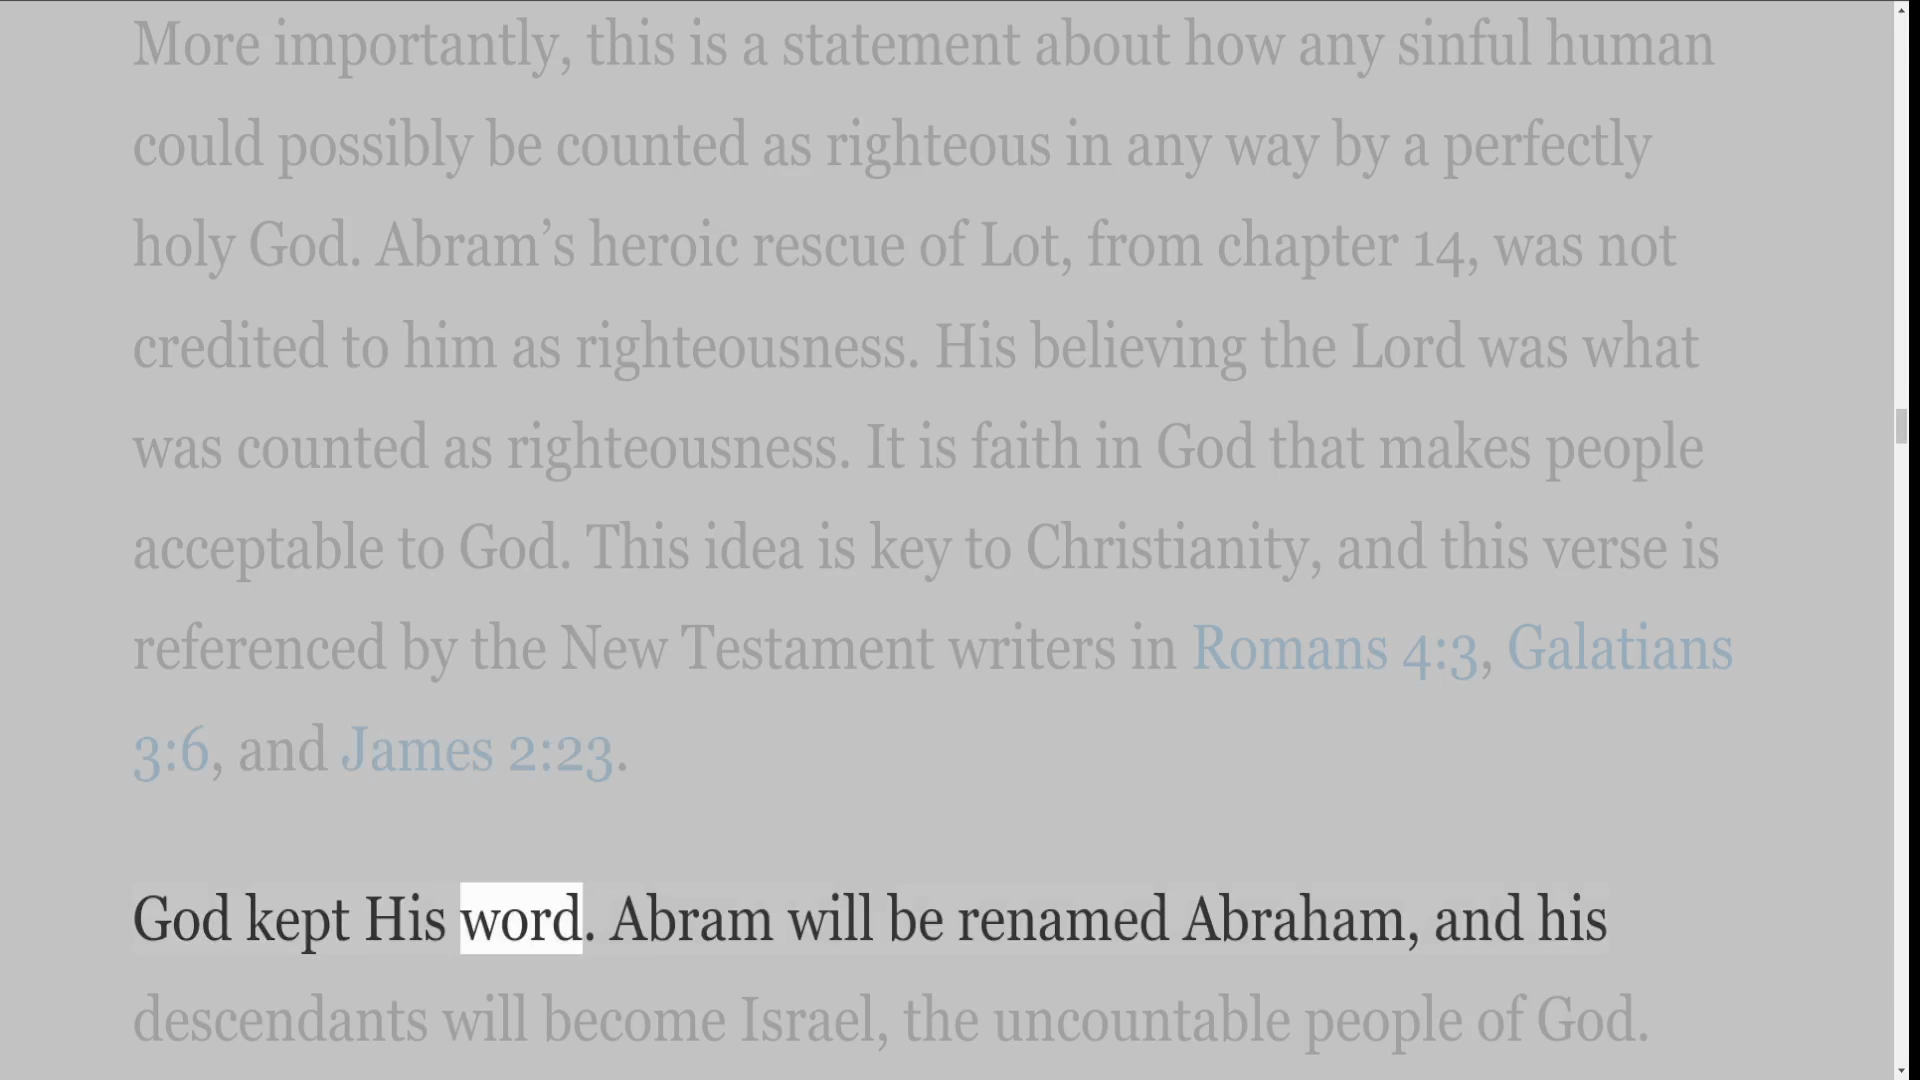 More importantly, this is a statement about how any sinful human
could possibly be counted as righteous in any way by a perfectly
holy God. Abram’s heroic rescue of Lot, from chapter 14, was not
credited to him as righteousness. His believing the Lord was what
was counted as righteousness. It is faith in God that makes people
acceptable to God. This idea is key to Christianity, and this verse is
referenced by the New Testament writers in Romans 4:3, Galatians
3:6, and James 2:23.
God kept His word. Abram will be renamed Abraham, and his
descendants will become Israel, the uncountable people of God.